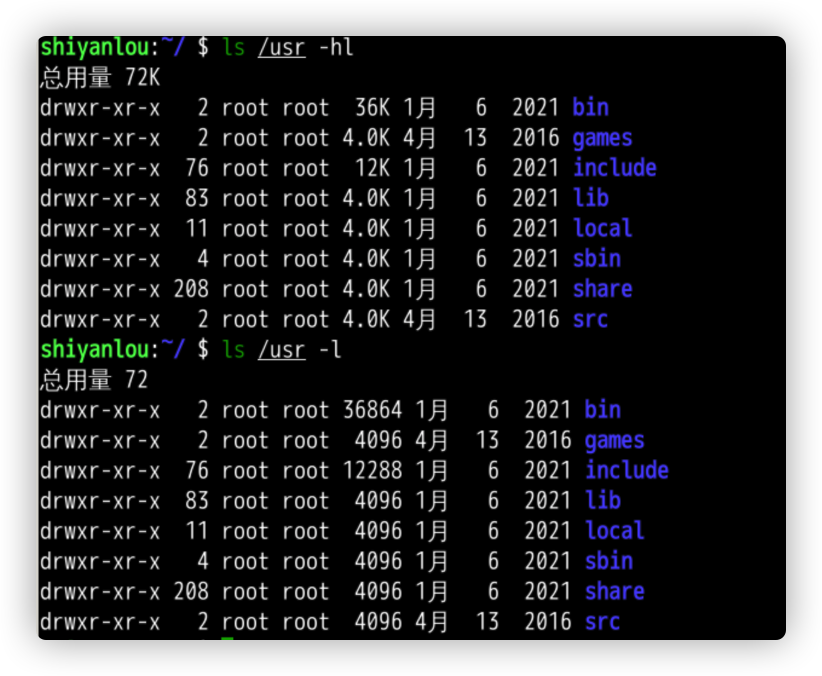 shiyanlou:~/ $ ls /usr -hl
总用量 72K
drwxr-xr-x   2 root root  36K 1月   6  2021 bin
drwxr-xr-x   2 root root 4.0K 4月  13  2016 games
drwxr-xr-x  76 root root  12K 1月   6  2021 include
drwxr-xr-x  83 root root 4.0K 1月   6  2021 lib
drwxr-xr-x  11 root root 4.0K 1月   6  2021 local
drwxr-xr-x   4 root root 4.0K 1月   6  2021 sbin
drwxr-xr-x 208 root root 4.0K 1月   6  2021 share
drwxr-xr-x   2 root root 4.0K 4月  13  2016 src
shiyanlou:~/ $ ls /usr -l
总用量 72
drwxr-xr-x   2 root root 36864 1月   6  2021 bin
drwxr-xr-x   2 root root  4096 4月  13  2016 games
drwxr-xr-x  76 root root 12288 1月   6  2021 include
drwxr-xr-x  83 root root  4096 1月   6  2021 lib
drwxr-xr-x  11 root root  4096 1月   6  2021 local
drwxr-xr-x   4 root root  4096 1月   6  2021 sbin
drwxr-xr-x 208 root root  4096 1月   6  2021 share
drwxr-xr-x   2 root root  4096 4月  13  2016 src